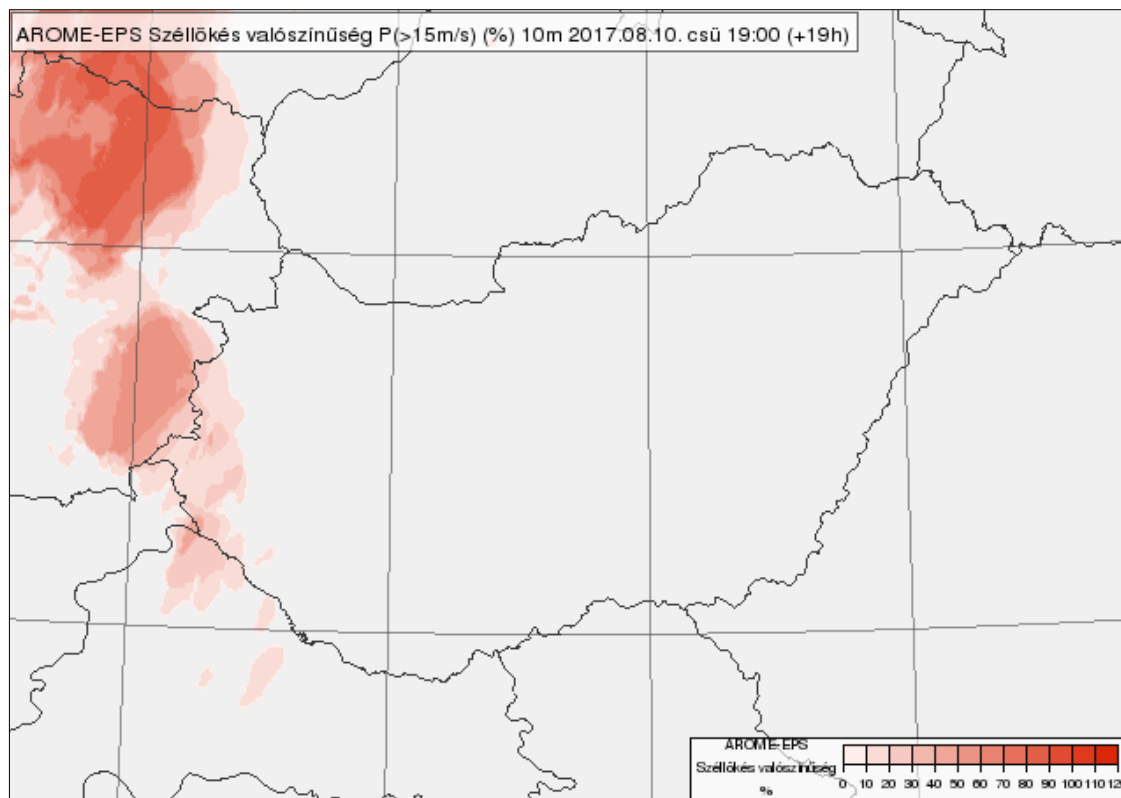 AROME-EPS Széllökés valószínűség P(>15m/s) (%) 10m 2017.08.10. csü 19:00 (+19h)
AROME-EPS
Széllökés valószínűség
%
0 10 20 30 40 50 60 70 80 90 100 110 12